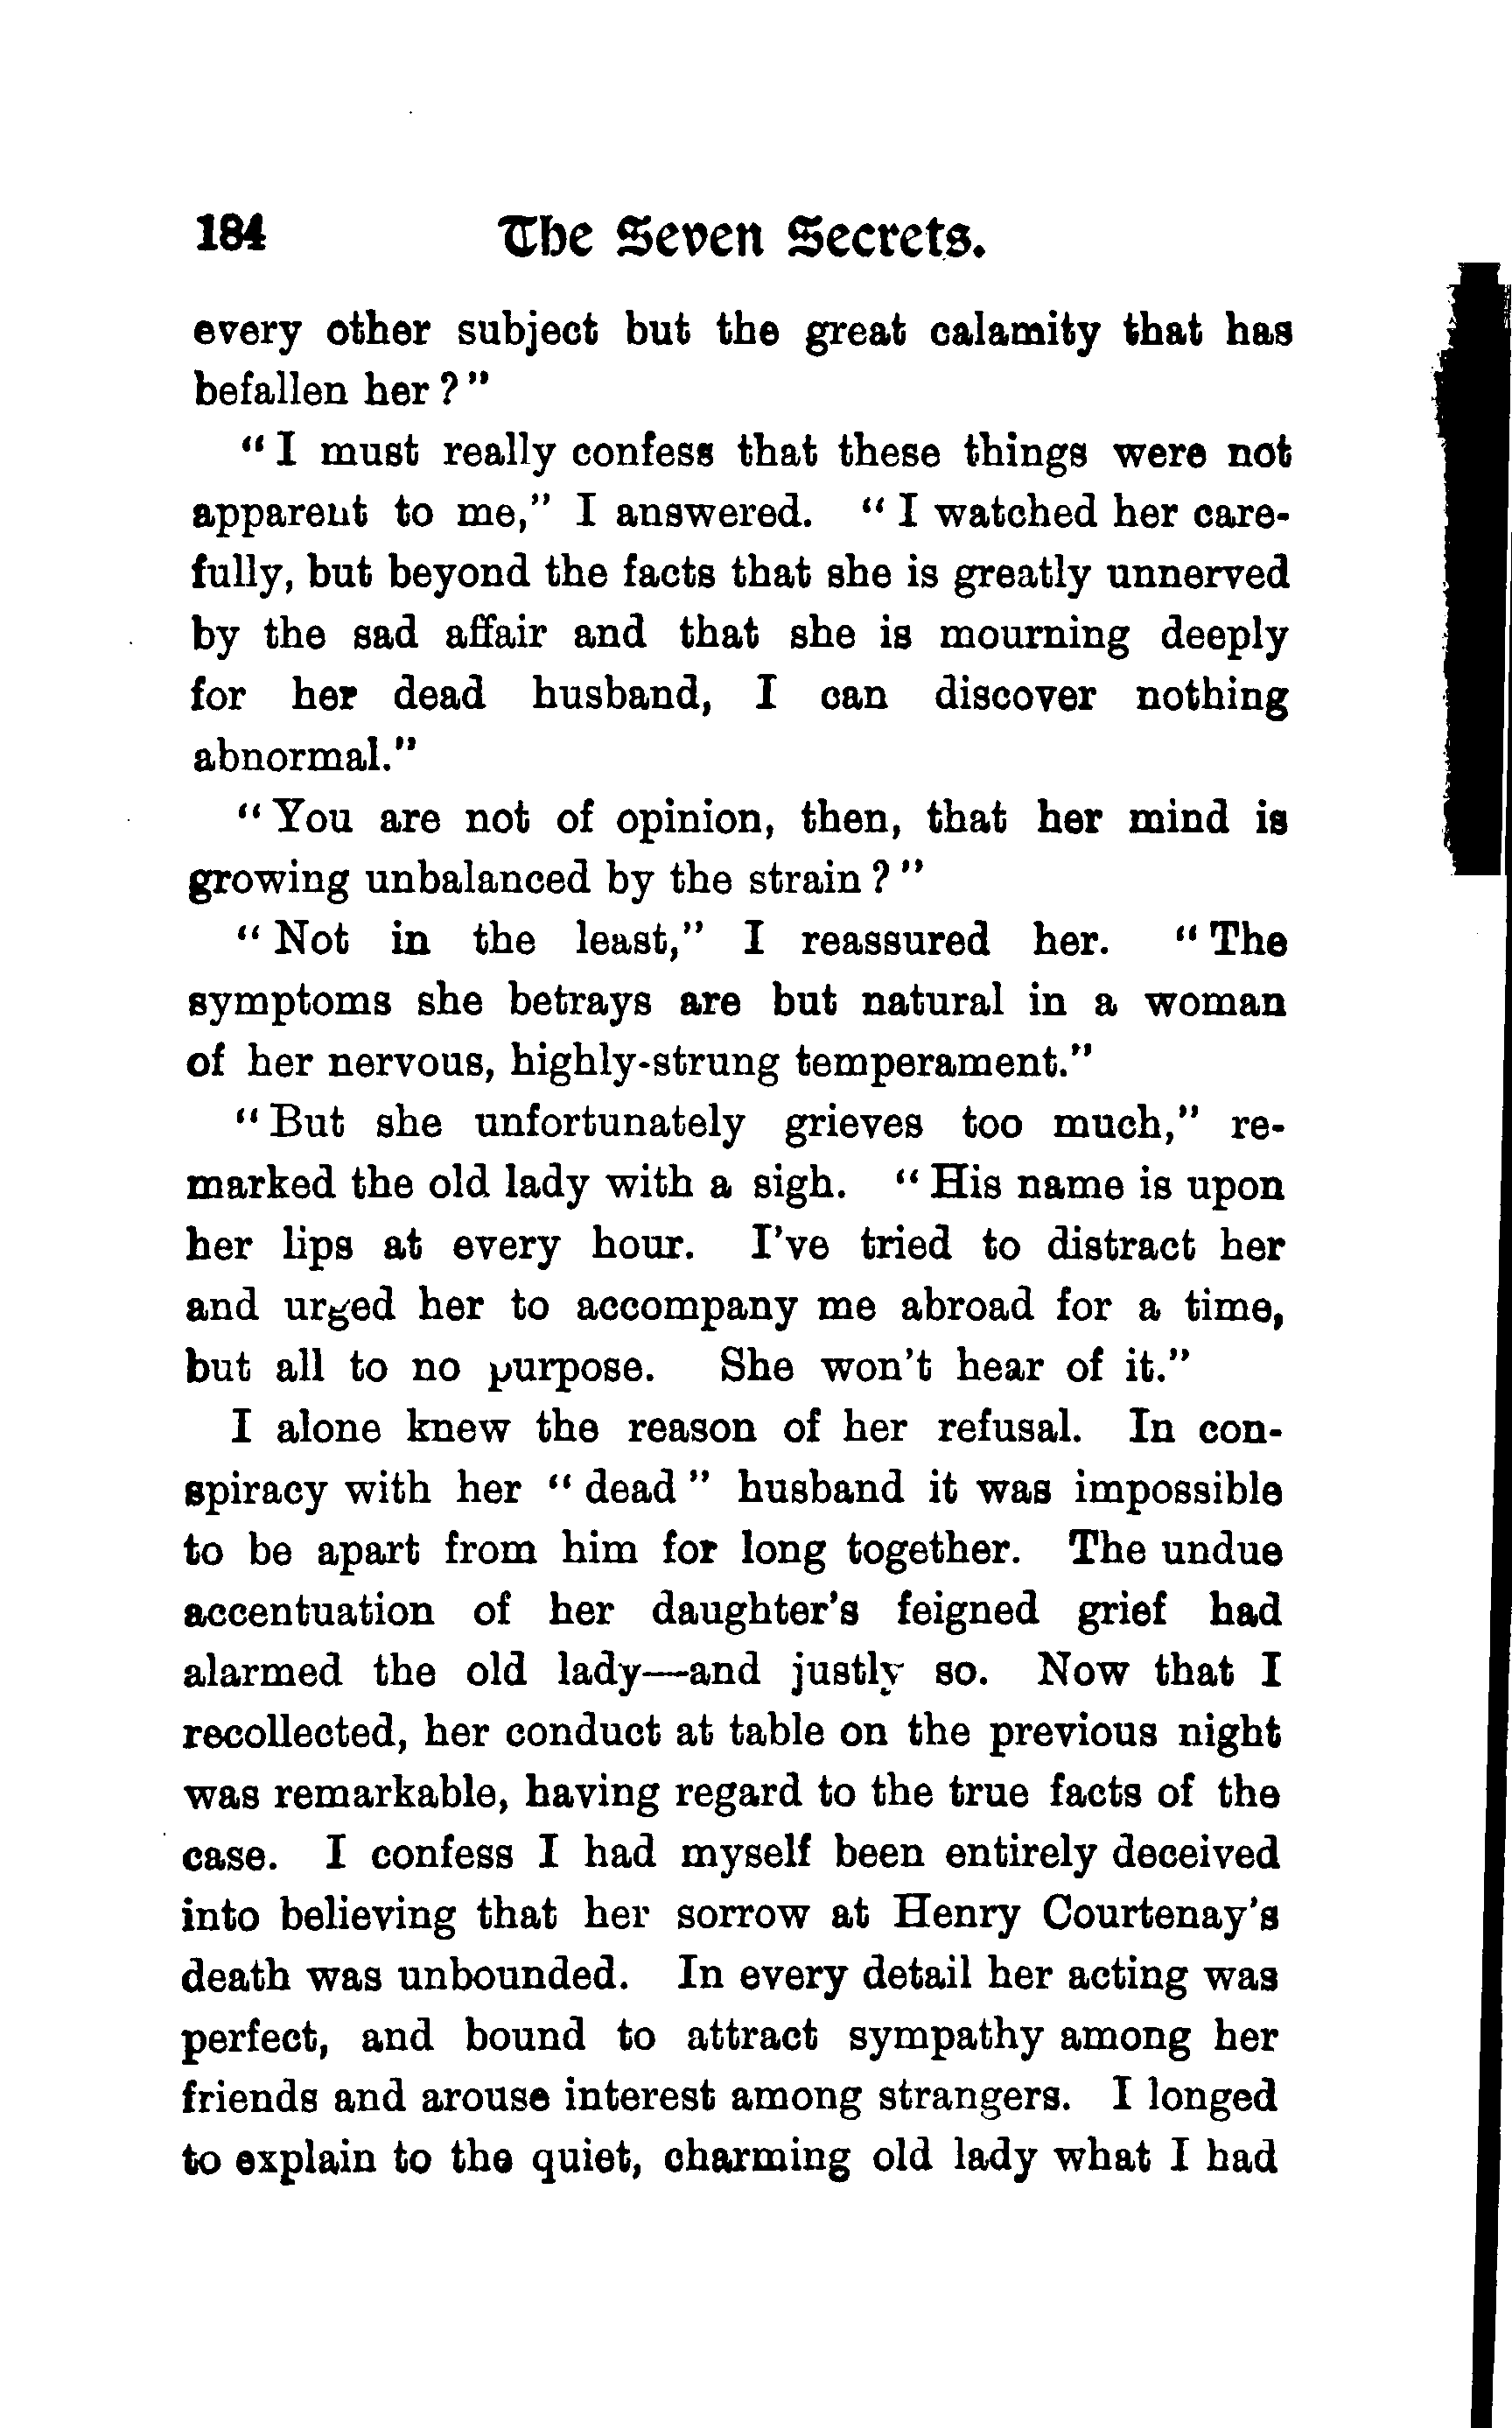 184 The Seven Secrets.
every other subject but the great calamity that has
befallen her?"
"I must really confess that these things were not
apparent to me," I answered. "I watched her care-
fully, but beyond the facts that she is greatly unnerved
by the sad affair and that she is mourning deeply
for her dead husband, I can discover nothing
abnormal."
"You are not of opinion, then, that her mind is
growing unbalanced by the strain?"
"Not in the least," I reassured her. "The
symptoms she betrays are but natural in a woman
of her nervous, highly-strung temperament."
"But she unfortunately grieves too much," re-
marked the old lady with a sigh. "His name is upon
her lips at every hour. I've tried to distract her
and urged her to accompany me abroad for a time,
but all to no purpose. She won't hear of it."
I alone knew the reason of her refusal. In con-
spiracy with her "dead" husband it was impossible
to be apart from him for long together. The undue
accentuation of her daughter's feigned grief had
alarmed the old lady—and justly so. Now that I
recollected, her conduct at table on the previous night
was remarkable, having regard to the true facts of the
case. I confess I had myself been entirely deceived
into believing that her sorrow at Henry Courtenay's
death was unbounded. In every detail her acting was
perfect, and bound to attract sympathy among her
friends and arouse interest among strangers. I longed
to explain to the quiet, charming old lady what I had